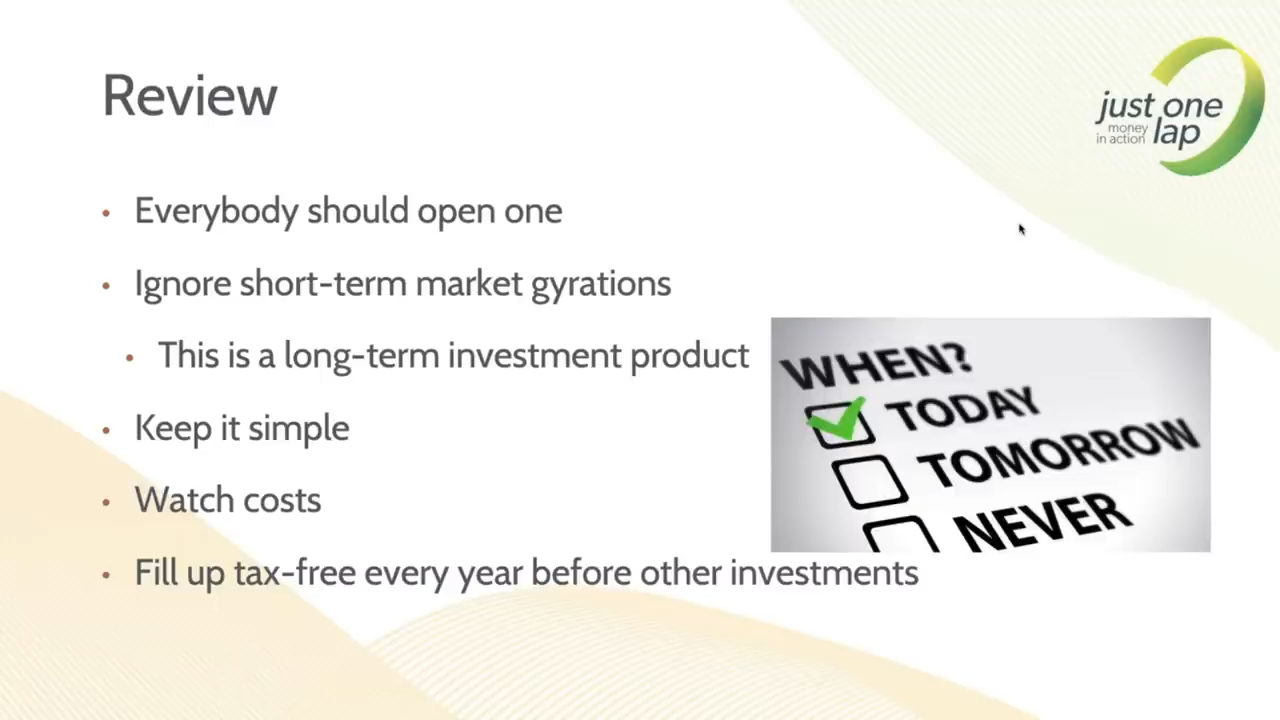 Review
just one
money
in action
lap
Everybody should open one
Ignore short-term market gyrations
This is a long-term investment product
Keep it simple
Watch costs
Fill up tax-free every year before other investments
WHEN?
TODAY
TOMORROW
NEVER